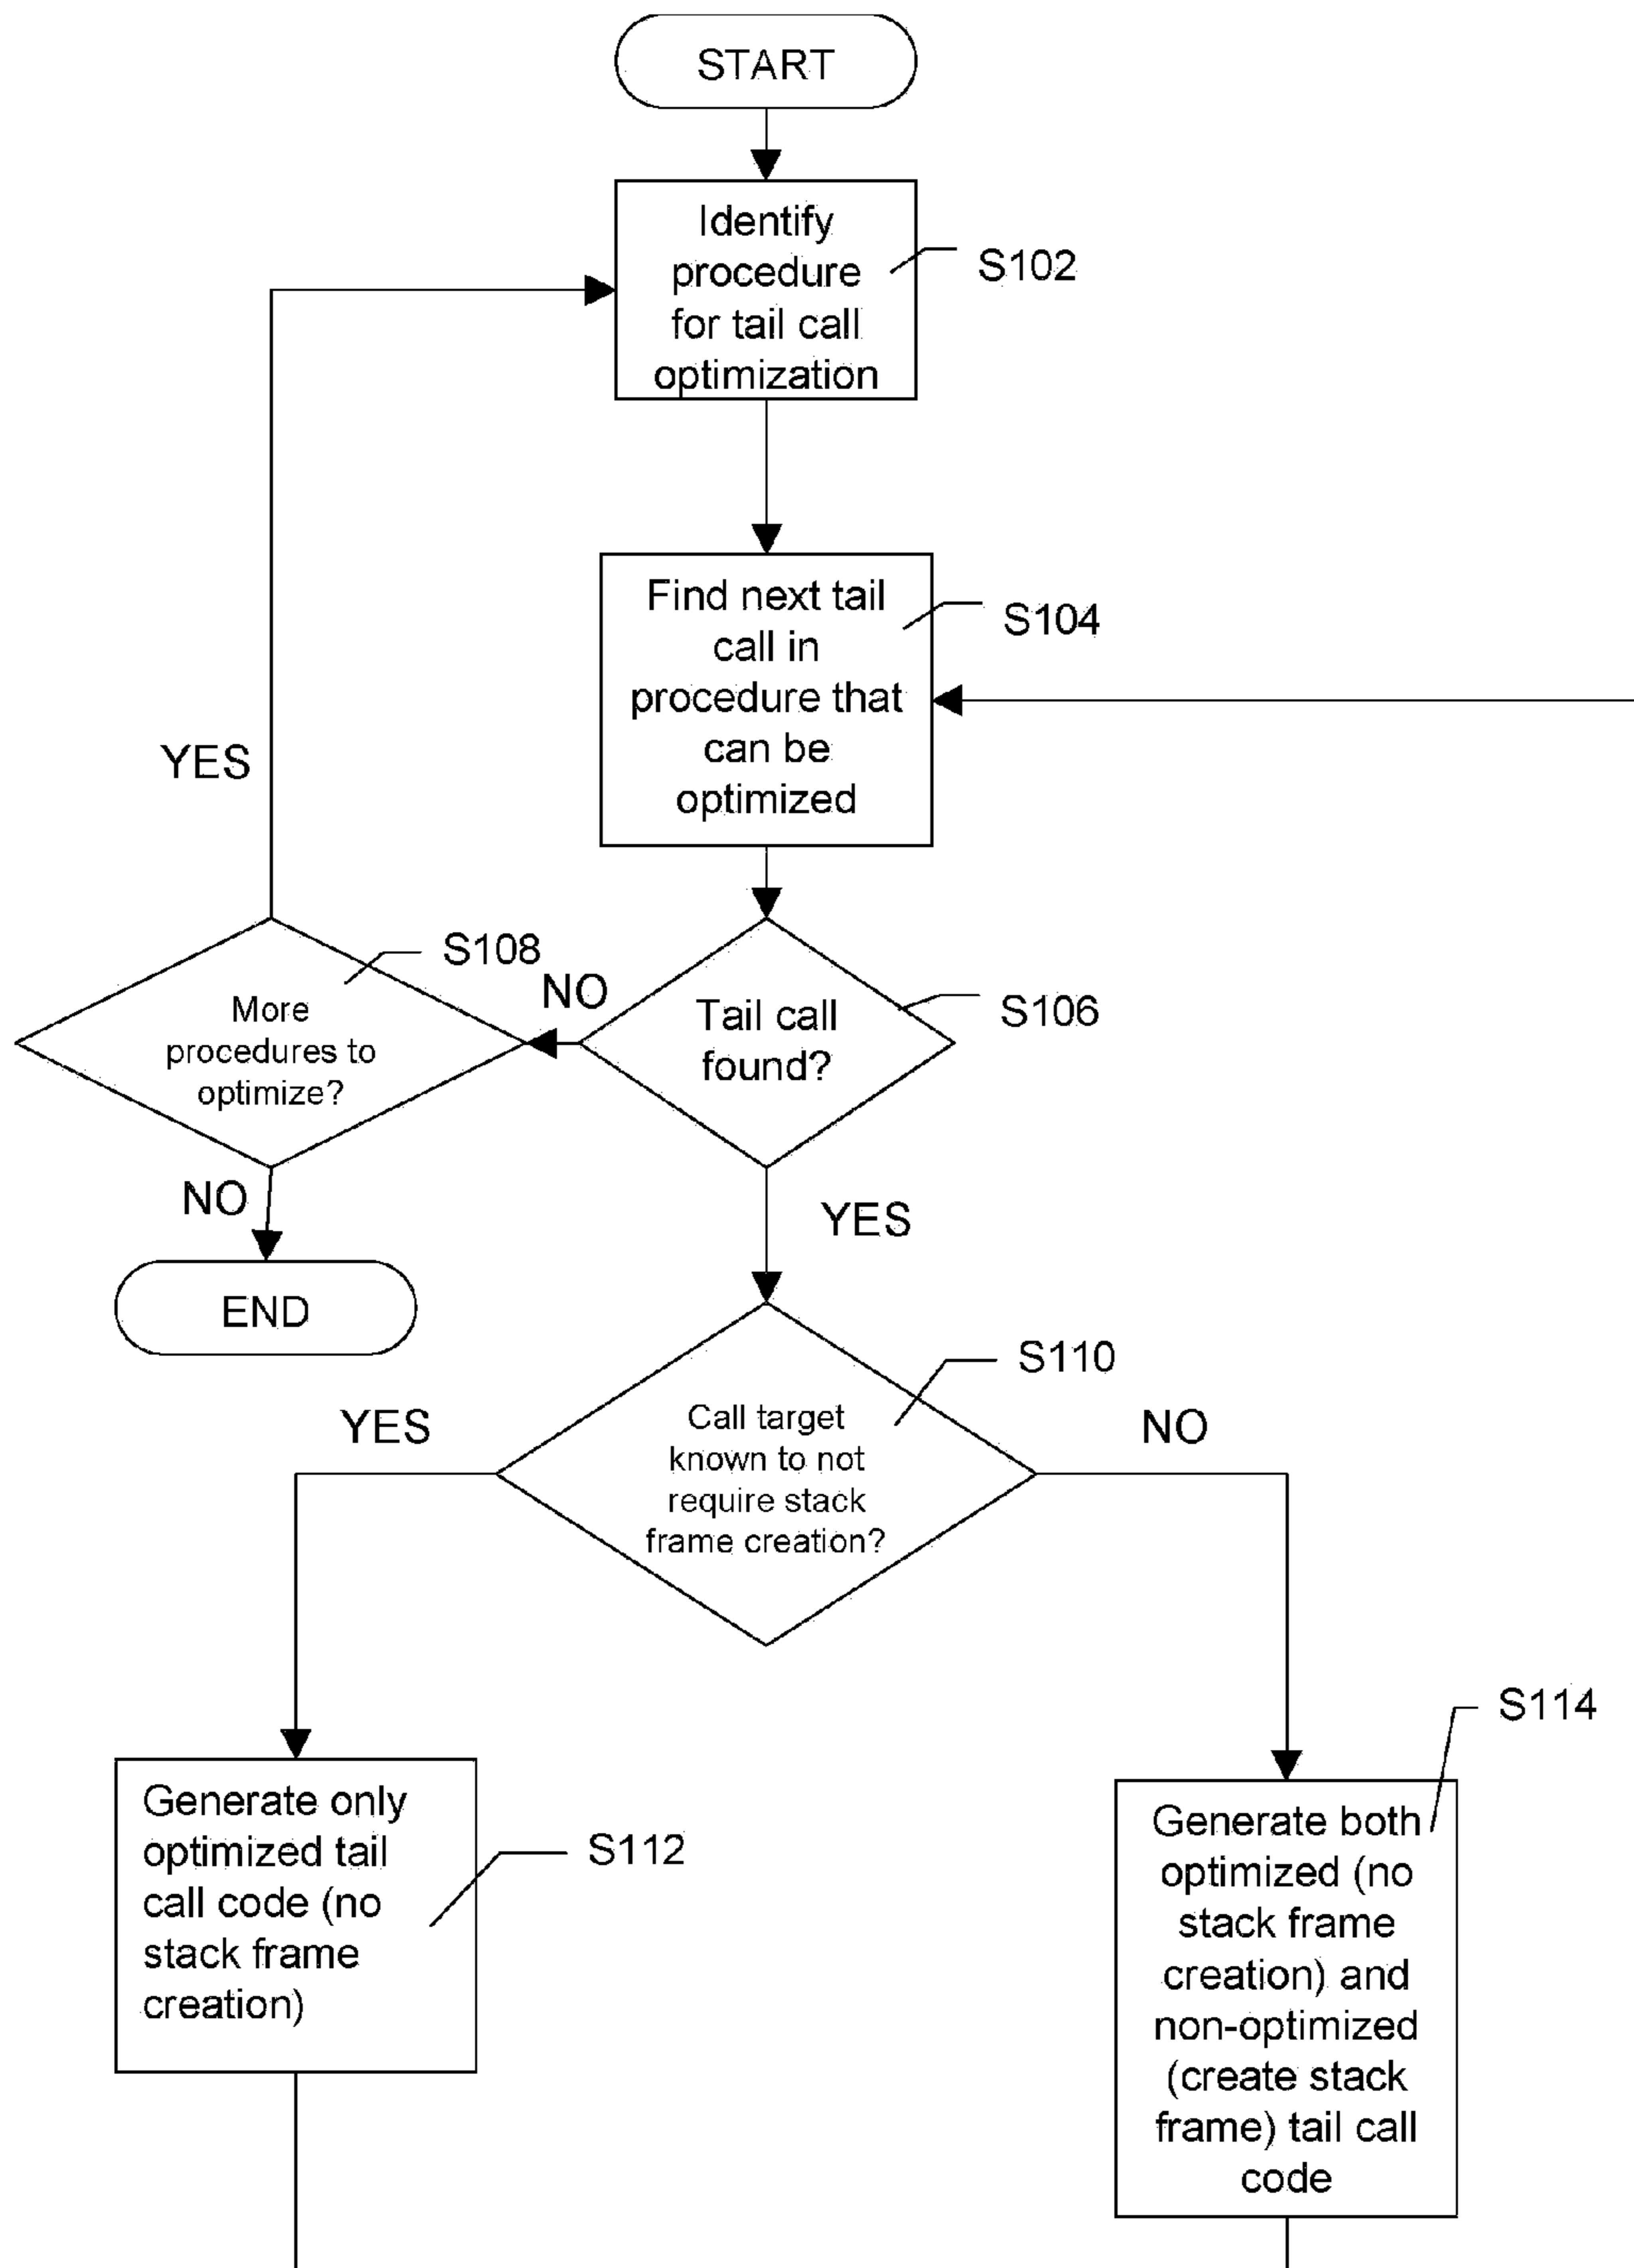 START
Identify
procedure
for tail call
optimization
S102
Find next tail
call in
procedure that
can be
optimized
S104
YES
S108
More
procedures to
optimize?
NO
Tail call
found?
S106
NO
YES
END
S110
Call target
known to not
require stack
frame creation?
YES
NO
S114
Generate only
optimized tail
call code (no
stack frame
creation)
S112
Generate both
optimized (no
stack frame
creation) and
non-optimized
(create stack
frame) tail call
code